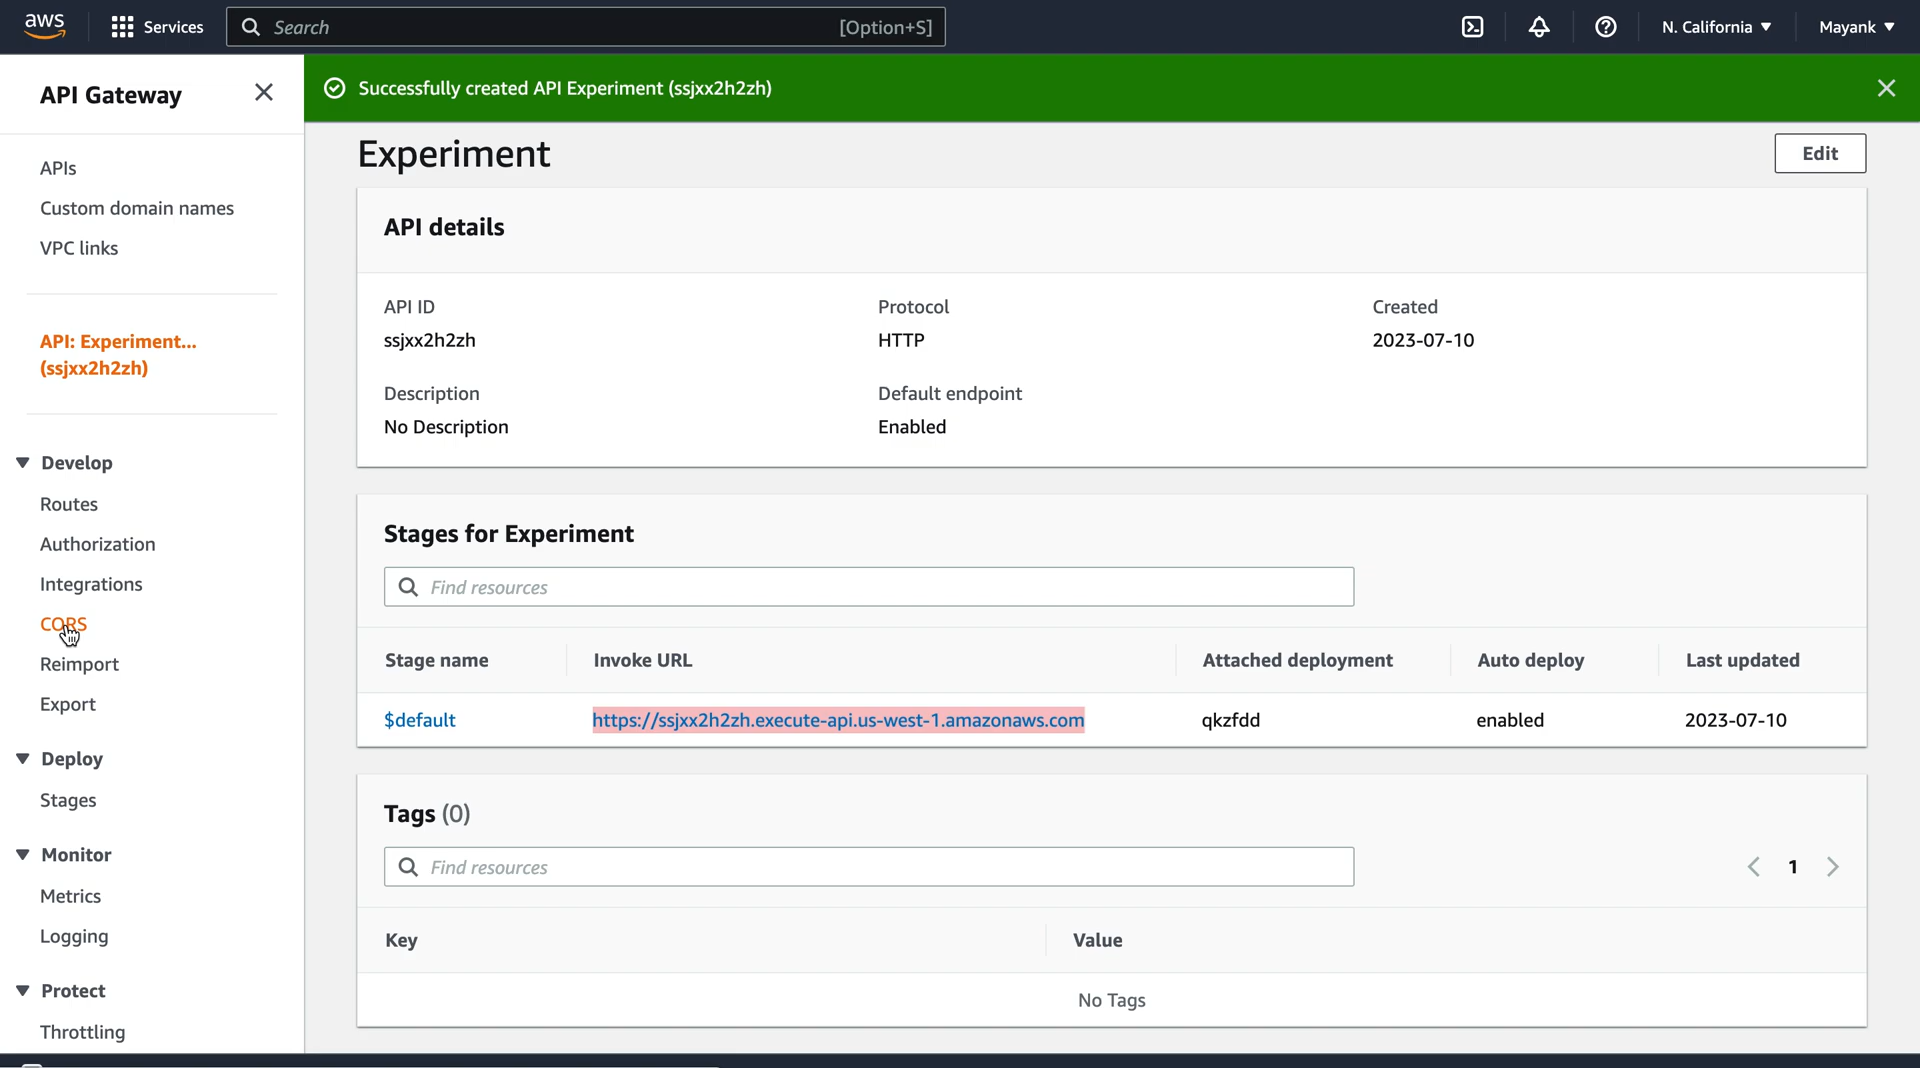 aws Services Search [Option+S] N. California Mayank
API Gateway
Successfully created API Experiment (ssjxx2h2zh)
APIs
Custom domain names
VPC links
API: Experiment...
(ssjxx2h2zh)
Develop
Routes
Authorization
Integrations
CORS
Reimport
Export
Deploy
Stages
Monitor
Metrics
Logging
Protect
Throttling
Experiment
Edit
API details
API ID Protocol Created
ssjxx2h2zh HTTP 2023-07-10
Description Default endpoint
No Description Enabled
Stages for Experiment
Find resources
Stage name Invoke URL Attached deployment Auto deploy Last updated
$default https://ssjxx2h2zh.execute-api.us-west-1.amazonaws.com qkzfdd enabled 2023-07-10
Tags (0)
Find resources
1
Key Value
No Tags